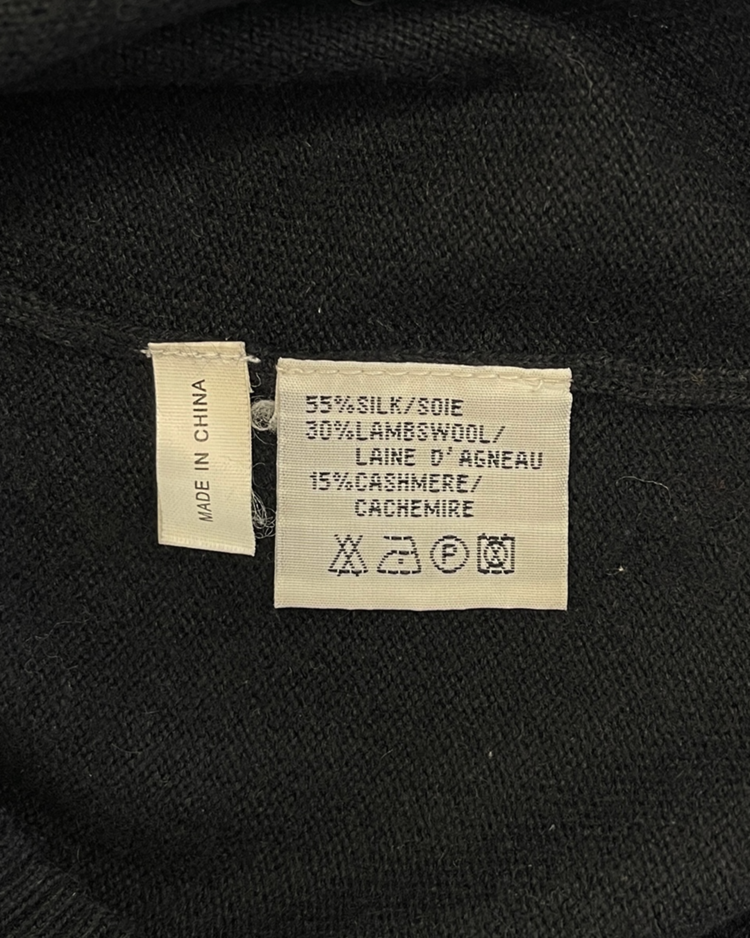 MADE IN CHINA
55%SILK/SOIE
30%LAMBSWOOL/
LAINE D'AGNEAU
15%CASHMERE/
CACHEMIRE
P